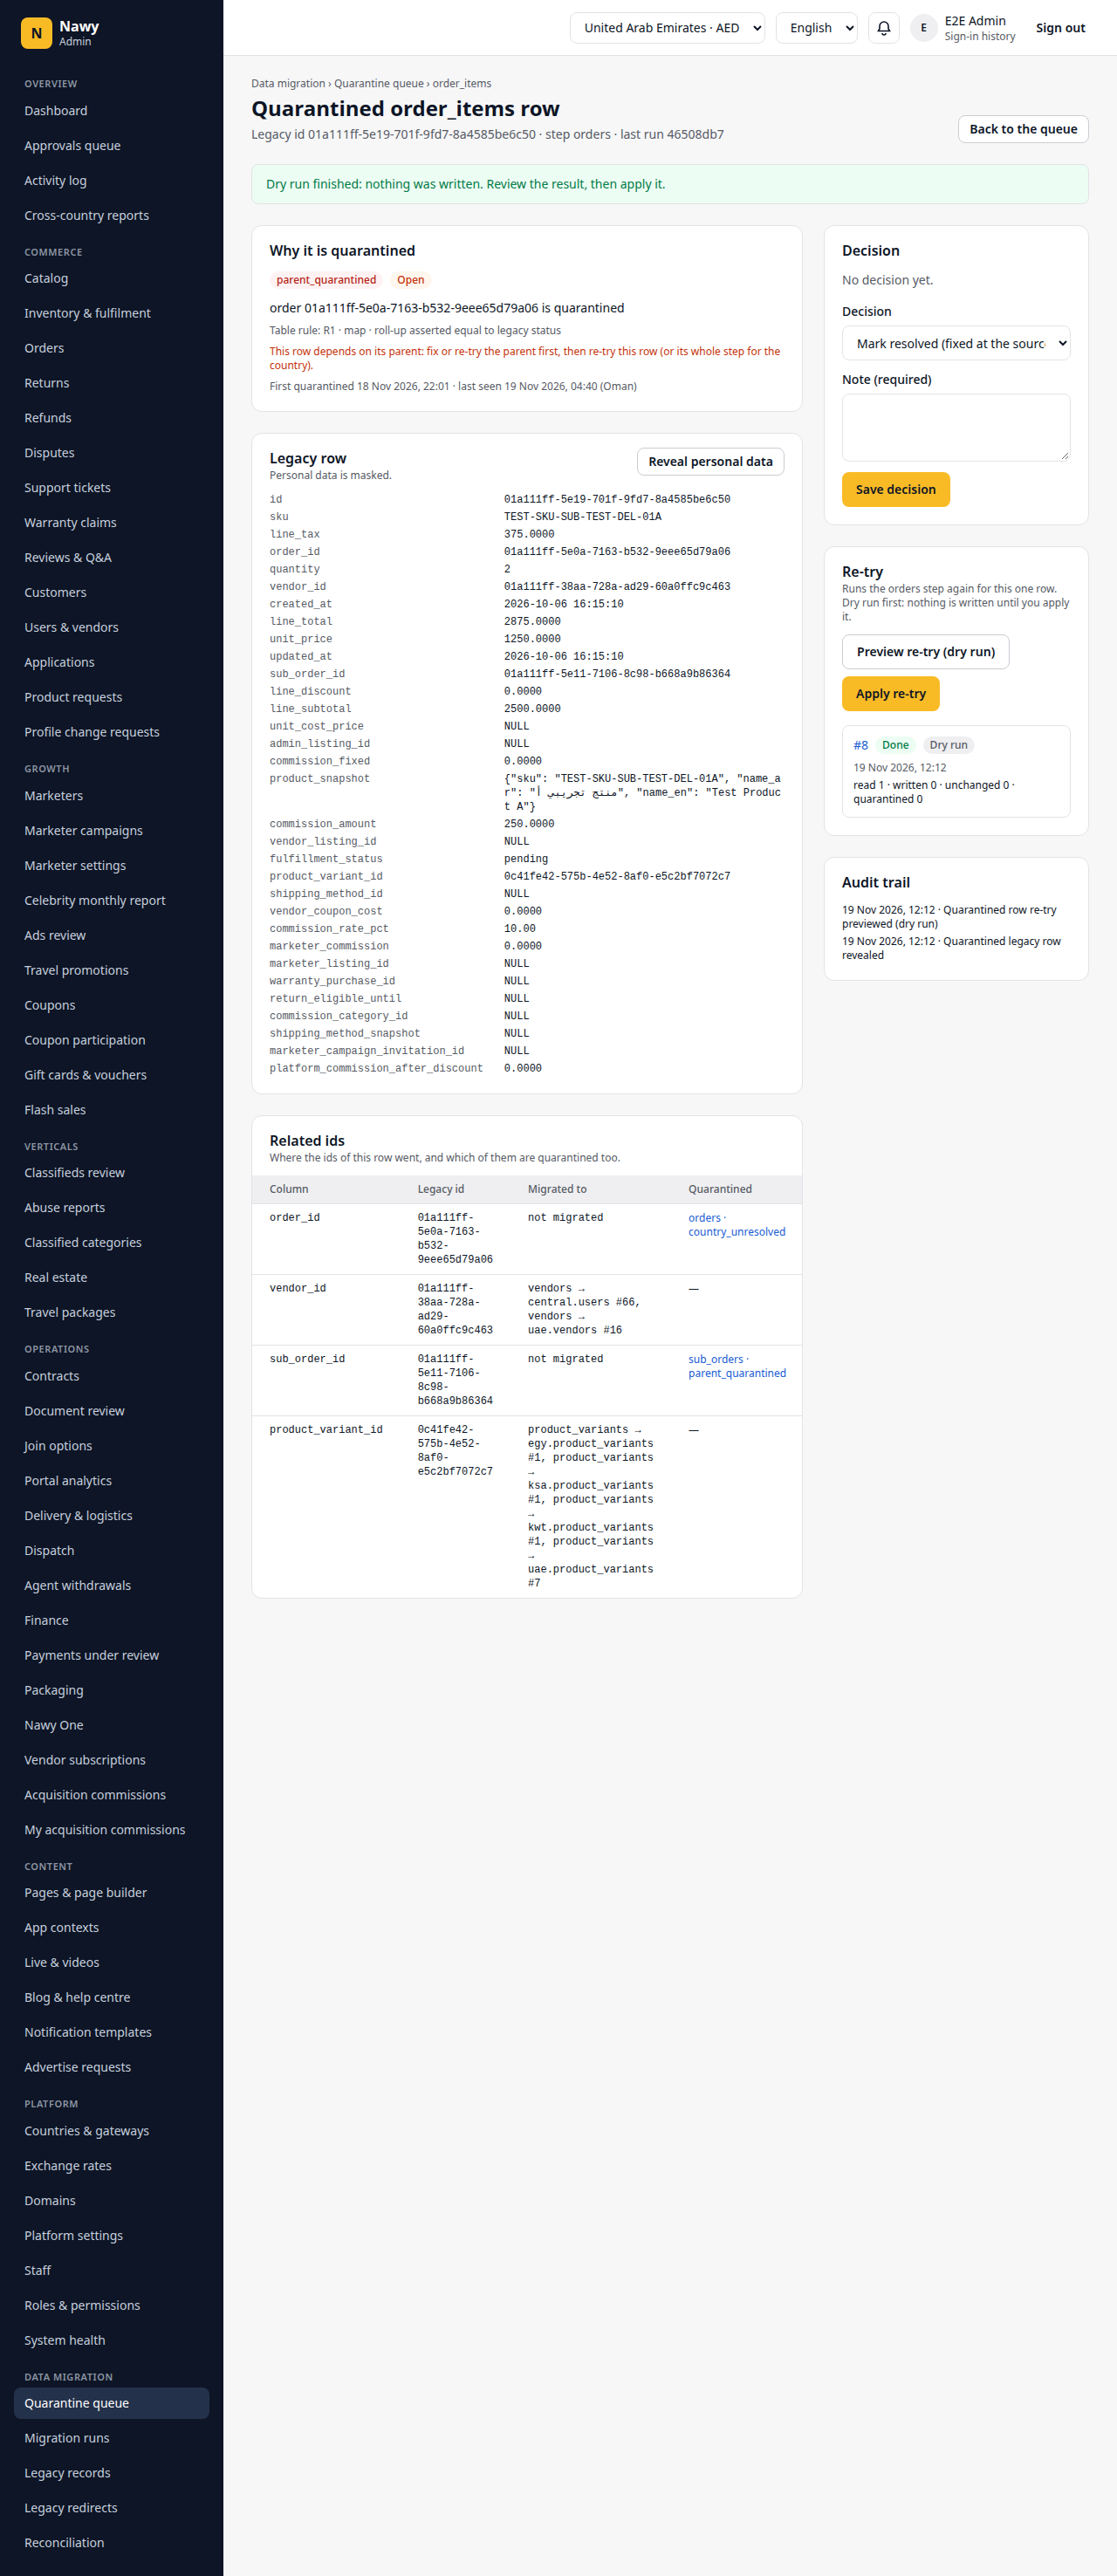 N
Nawy
Admin
OVERVIEW
Dashboard
Approvals queue
Activity log
Cross-country reports
COMMERCE
Catalog
Inventory & fulfilment
Orders
Returns
Refunds
Disputes
Support tickets
Warranty claims
Reviews & Q&A
Customers
Users & vendors
Applications
Product requests
Profile change requests
GROWTH
Marketers
Marketer campaigns
Marketer settings
Celebrity monthly report
Ads review
Travel promotions
Coupons
Coupon participation
Gift cards & vouchers
Flash sales
VERTICALS
Classifieds review
Abuse reports
Classified categories
Real estate
Travel packages
OPERATIONS
Contracts
Document review
Join options
Portal analytics
Delivery & logistics
Dispatch
Agent withdrawals
Finance
Payments under review
Packaging
Nawy One
Vendor subscriptions
Acquisition commissions
My acquisition commissions
CONTENT
Pages & page builder
App contexts
Live & videos
Blog & help centre
Notification templates
Advertise requests
PLATFORM
Countries & gateways
Exchange rates
Domains
Platform settings
Staff
Roles & permissions
System health
DATA MIGRATION
Quarantine queue
Migration runs
Legacy records
Legacy redirects
Reconciliation
United Arab Emirates · AED
English
E
E2E Admin
Sign-in history
Sign out
Data migration › Quarantine queue › order_items
Quarantined order_items row
Legacy id 01a111ff-5e19-701f-9fd7-8a4585be6c50 · step orders · last run 46508db7
Back to the queue
Dry run finished: nothing was written. Review the result, then apply it.
Why it is quarantined
parent_quarantined Open
order 01a111ff-5e0a-7163-b532-9eee65d79a06 is quarantined
Table rule: R1 · map · roll-up asserted equal to legacy status
This row depends on its parent: fix or re-try the parent first, then re-try this row (or its whole step for the
country).
First quarantined 18 Nov 2026, 22:01 · last seen 19 Nov 2026, 04:40 (Oman)
Legacy row
Personal data is masked.
Reveal personal data
id 01a111ff-5e19-701f-9fd7-8a4585be6c50
sku TEST-SKU-SUB-TEST-DEL-01A
line_tax 375.0000
order_id 01a111ff-5e0a-7163-b532-9eee65d79a06
quantity 2
vendor_id 01a111ff-38aa-728a-ad29-60a0ffc9c463
created_at 2026-10-06 16:15:10
line_total 2875.0000
unit_price 1250.0000
updated_at 2026-10-06 16:15:10
sub_order_id 01a111ff-5e11-7106-8c98-b668a9b86364
line_discount 0.0000
line_subtotal 2500.0000
unit_cost_price NULL
admin_listing_id NULL
commission_fixed 0.0000
product_snapshot {"sku": "TEST-SKU-SUB-TEST-DEL-01A", "name_a
r": "منتج تجريبي أ", "name_en": "Test Produc
t A"}
commission_amount 250.0000
vendor_listing_id NULL
fulfillment_status pending
product_variant_id 0c41fe42-575b-4e52-8af0-e5c2bf7072c7
shipping_method_id NULL
vendor_coupon_cost 0.0000
commission_rate_pct 10.00
marketer_commission 0.0000
marketer_listing_id NULL
warranty_purchase_id NULL
return_eligible_until NULL
commission_category_id NULL
shipping_method_snapshot NULL
marketer_campaign_invitation_id NULL
platform_commission_after_discount 0.0000
Related ids
Where the ids of this row went, and which of them are quarantined too.
Column Legacy id Migrated to Quarantined
order_id 01a111ff- not migrated orders ·
5e0a-7163- country_unresolved
b532-
9eee65d79a06
vendor_id 01a111ff- vendors → —
38aa-728a- central.users #66,
ad29- vendors →
60a0ffc9c463 uae.vendors #16
sub_order_id 01a111ff- not migrated sub_orders ·
5e11-7106- parent_quarantined
8c98-
b668a9b86364
product_variant_id 0c41fe42- product_variants → —
575b-4e52- egy.product_variants
8af0- #1, product_variants
e5c2bf7072c7 →
ksa.product_variants
#1, product_variants
→
kwt.product_variants
#1, product_variants
→
uae.product_variants
#7
Decision
No decision yet.
Decision
Mark resolved (fixed at the sourc
Note (required)
Save decision
Re-try
Runs the orders step again for this one row.
Dry run first: nothing is written until you apply
it.
Preview re-try (dry run)
Apply re-try
#8 Done Dry run
19 Nov 2026, 12:12
read 1 · written 0 · unchanged 0 ·
quarantined 0
Audit trail
19 Nov 2026, 12:12 · Quarantined row re-try
previewed (dry run)
19 Nov 2026, 12:12 · Quarantined legacy row
revealed